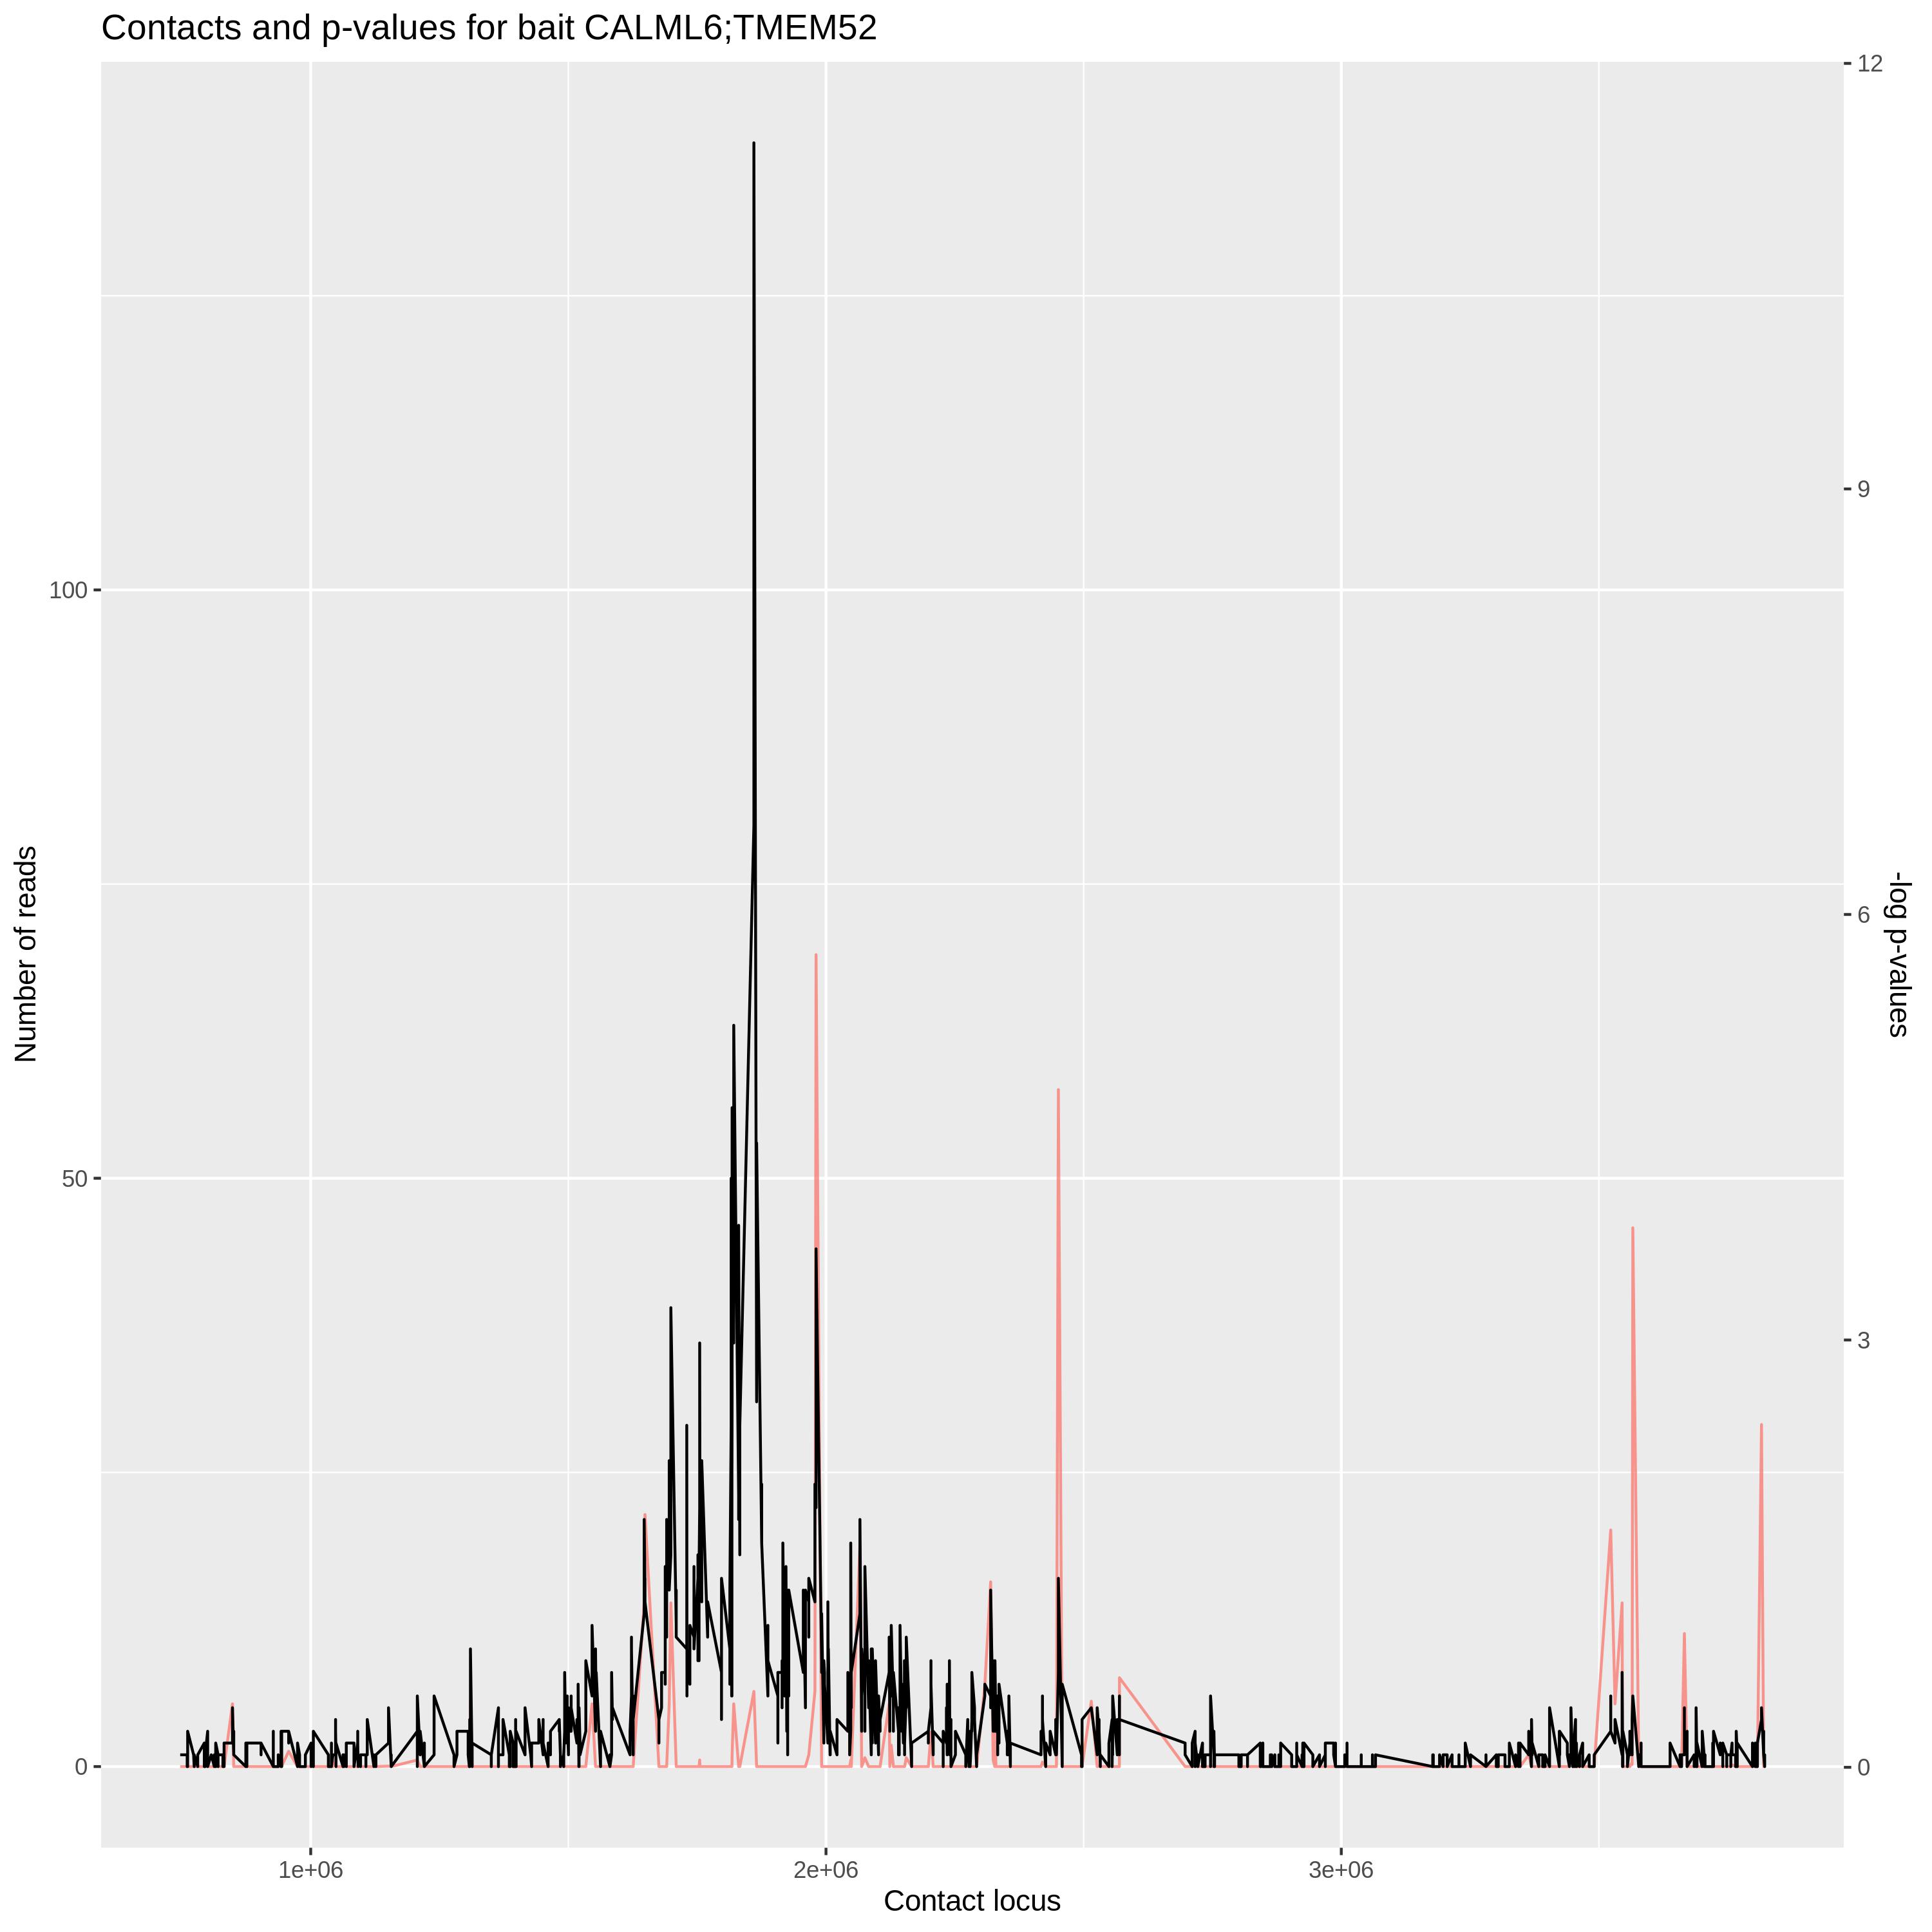 Contacts and p-values for bait CALML6;TMEM52
12
9
100
6
Number of reads
-log p-values
50
3
0
0
1e+06
2e+06
3e+06
Contact locus